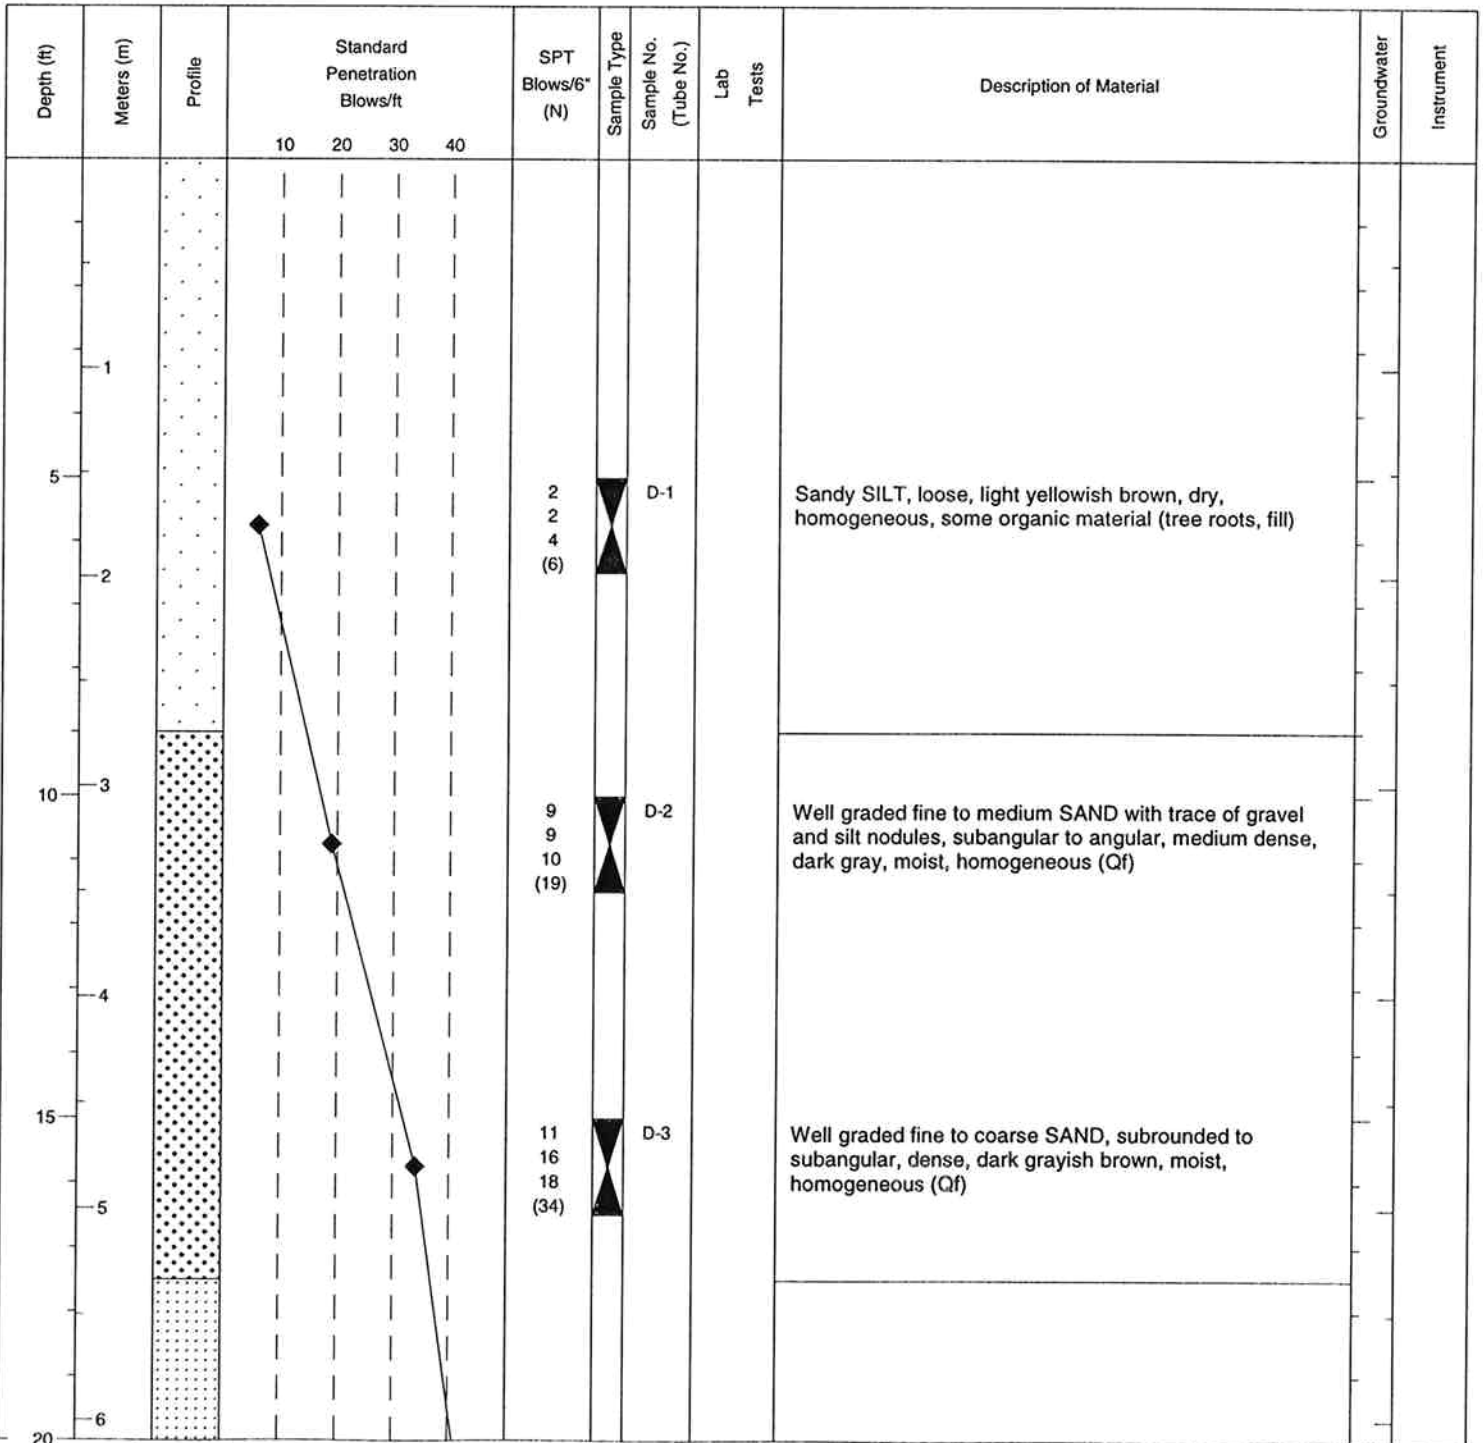 Depth (ft)
Meters (m)
Profile
Standard
Penetration
Blows/ft
10 20 30 40
SPT
Blows/6"
(N)
Sample Type
Sample No.
(Tube No.)
Lab
Tests
Description of Material
Groundwater
Instrument
1
5
2
2
4
(6)
D-1
Sandy SILT, loose, light yellowish brown, dry,
homogeneous, some organic material (tree roots, fill)
2
3
10
9
9
10
(19)
D-2
Well graded fine to medium SAND with trace of gravel
and silt nodules, subangular to angular, medium dense,
dark gray, moist, homogeneous (Qf)
4
15
11
16
18
(34)
D-3
Well graded fine to coarse SAND, subrounded to
subangular, dense, dark grayish brown, moist,
homogeneous (Qf)
5
6
20